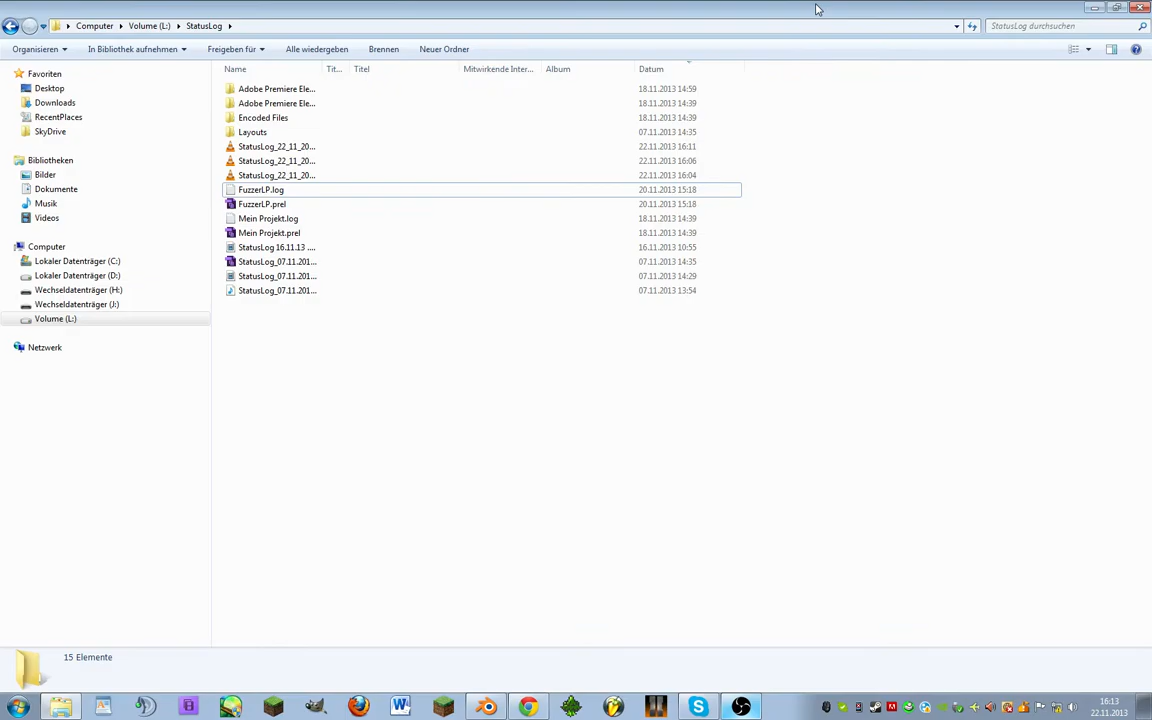 Computer ▸ Volume (L:) ▸ StatusLog ▸ StatusLog durchsuchen
Organisieren In Bibliothek aufnehmen Freigeben für Alle wiedergeben Brennen Neuer Ordner
Favoriten
Desktop
Downloads
RecentPlaces
SkyDrive
Bibliotheken
Bilder
Dokumente
Musik
Videos
Computer
Lokaler Datenträger (C:)
Lokaler Datenträger (D:)
Wechseldatenträger (H:)
Wechseldatenträger (J:)
Volume (L:)
Netzwerk
Name Tit... Titel Mitwirkende Inter... Album Datum
Adobe Premiere Ele... 18.11.2013 14:59
Adobe Premiere Ele... 18.11.2013 14:39
Encoded Files 18.11.2013 14:39
Layouts 07.11.2013 14:35
StatusLog_22_11_20... 22.11.2013 16:11
StatusLog_22_11_20... 22.11.2013 16:06
StatusLog_22_11_20... 22.11.2013 16:04
FuzzerLP.log 20.11.2013 15:18
FuzzerLP.prel 20.11.2013 15:18
Mein Projekt.log 18.11.2013 14:39
Mein Projekt.prel 18.11.2013 14:39
StatusLog 16.11.13 .... 16.11.2013 10:55
StatusLog_07.11.201... 07.11.2013 14:35
StatusLog_07.11.201... 07.11.2013 14:29
StatusLog_07.11.201... 07.11.2013 13:54
15 Elemente
16:13
22.11.2013